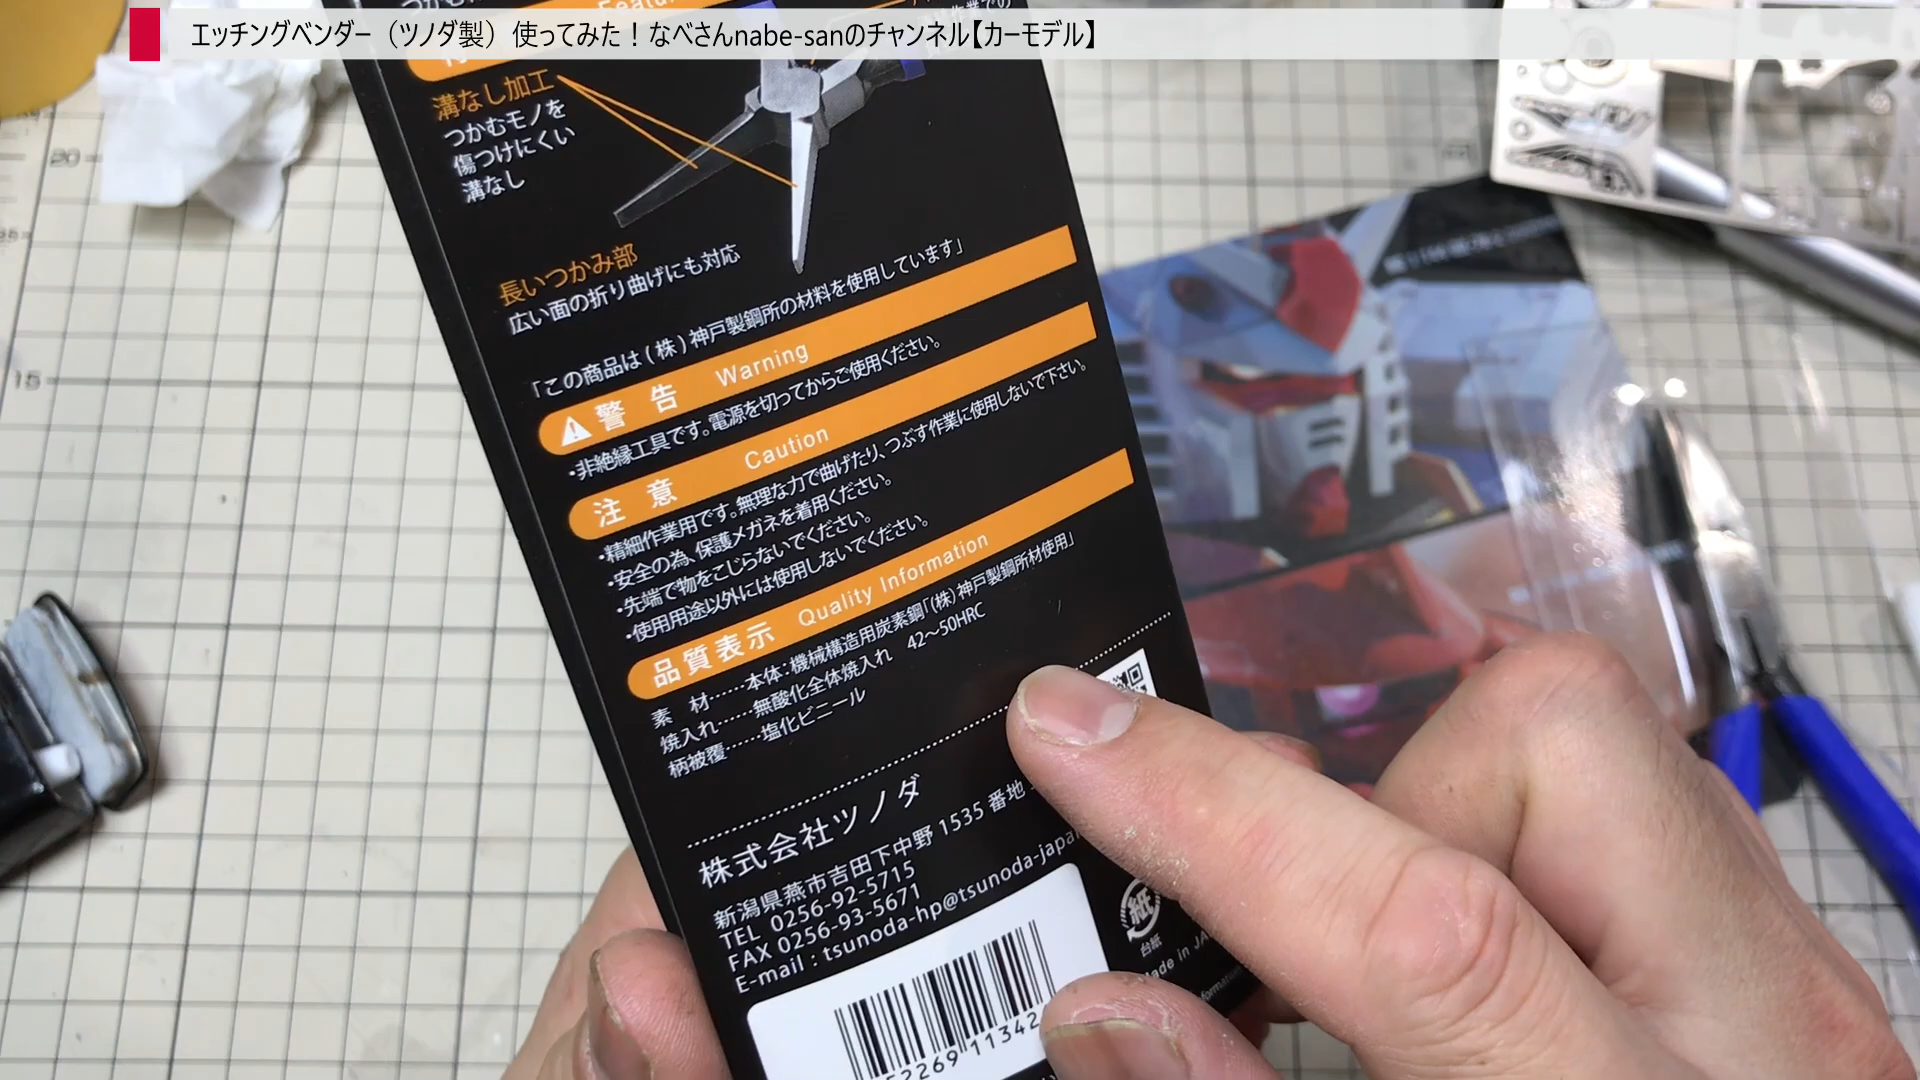 エッチングベンダー（ツノダ製）使ってみた！なべさんnabe-sanのチャンネル【カーモデル】
溝なし加工
つかむモノを
傷つけにくい
溝なし
長いつかみ部
広い面の折り曲げにも対応
「この商品は(株)神戸製鋼所の材料を使用しています」
警告 Warning
・非絶縁工具です。電源を切ってからご使用ください。
注意 Caution
・精細作業用です。無理な力で曲げたり、つぶす作業に使用しないで下さい。
・安全の為、保護メガネを着用ください。
・先端で物をこじらないでください。
・使用用途以外には使用しないでください。
品質表示 Quality Information
素 材……本体：機械構造用炭素鋼「(株)神戸製鋼所材使用」
焼入れ……無酸化全体焼入れ 42〜50HRC
柄被覆……塩化ビニール
株式会社ツノダ
新潟県燕市吉田下中野 1535 番地
TEL 0256-92-5715
FAX 0256-93-5671
E-mail : tsunoda-hp@tsunoda-japan
紙
台紙
Made in
52269 11342
20
15